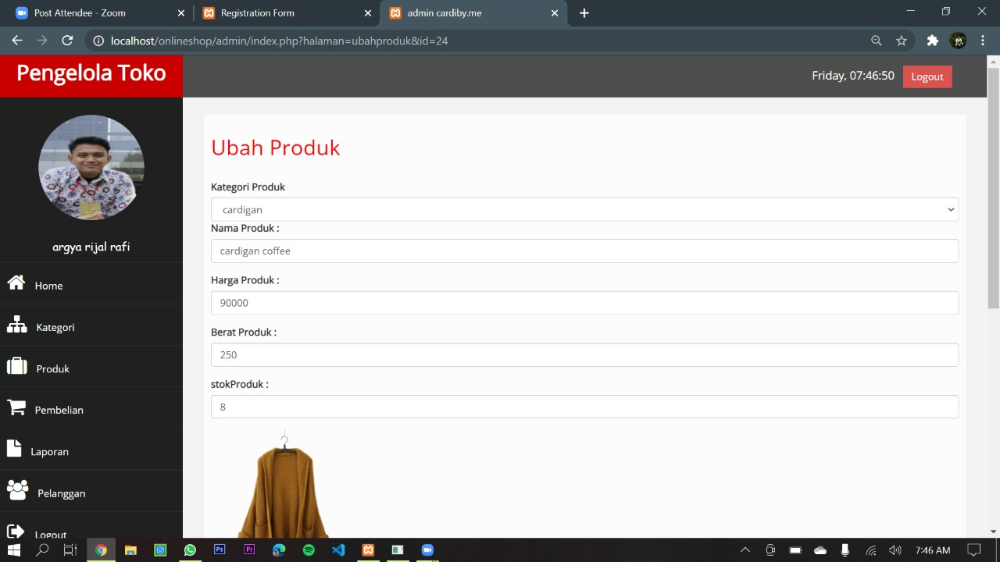 Post Attendee - Zoom
Registration Form
admin cardiby.me
localhost/onlineshop/admin/index.php?halaman=ubahproduk&id=24
Pengelola Toko
Friday, 07:46:50
Logout
argya rijal rafi
Home
Kategori
Produk
Pembelian
Laporan
Pelanggan
Logout
Ubah Produk
Kategori Produk
cardigan
Nama Produk :
cardigan coffee
Harga Produk :
90000
Berat Produk :
250
stokProduk :
8
Ps
Pr
7:46 AM